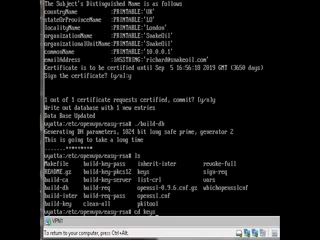 The Subject's Distinguished Name is as follows
countryName :PRINTABLE:'UK'
stateOrProvinceName :PRINTABLE:'LO'
localityName :PRINTABLE:'London'
organizationName :PRINTABLE:'SnakeOil'
organizationalUnitName:PRINTABLE:'SnakeOil'
commonName :PRINTABLE:'10.0.0.1'
emailAddress :IA5STRING:'richard@snakeoil.com'
Certificate is to be certified until Sep 5 16:56:18 2019 GMT (3650 days)
Sign the certificate? [y/n]:y
1 out of 1 certificate requests certified, commit? [y/n]y
Write out database with 1 new entries
Data Base Updated
vyatta:/etc/openvpn/easy-rsa# ./build-dh
Generating DH parameters, 1024 bit long safe prime, generator 2
This is going to take a long time
vyatta:/etc/openvpn/easy-rsa# ls
Makefile build-key-pass inherit-inter revoke-full
README.gz build-key-pkcs12 keys sign-req
build-ca build-key-server list-crl vars
build-dh build-req openssl-0.9.6.cnf.gz whichopensslcnf
build-inter build-req-pass openssl.cnf
build-key clean-all pkitool
vyatta:/etc/openvpn/easy-rsa# cd keys
VPN1
To return to your computer, press Ctrl+Alt.